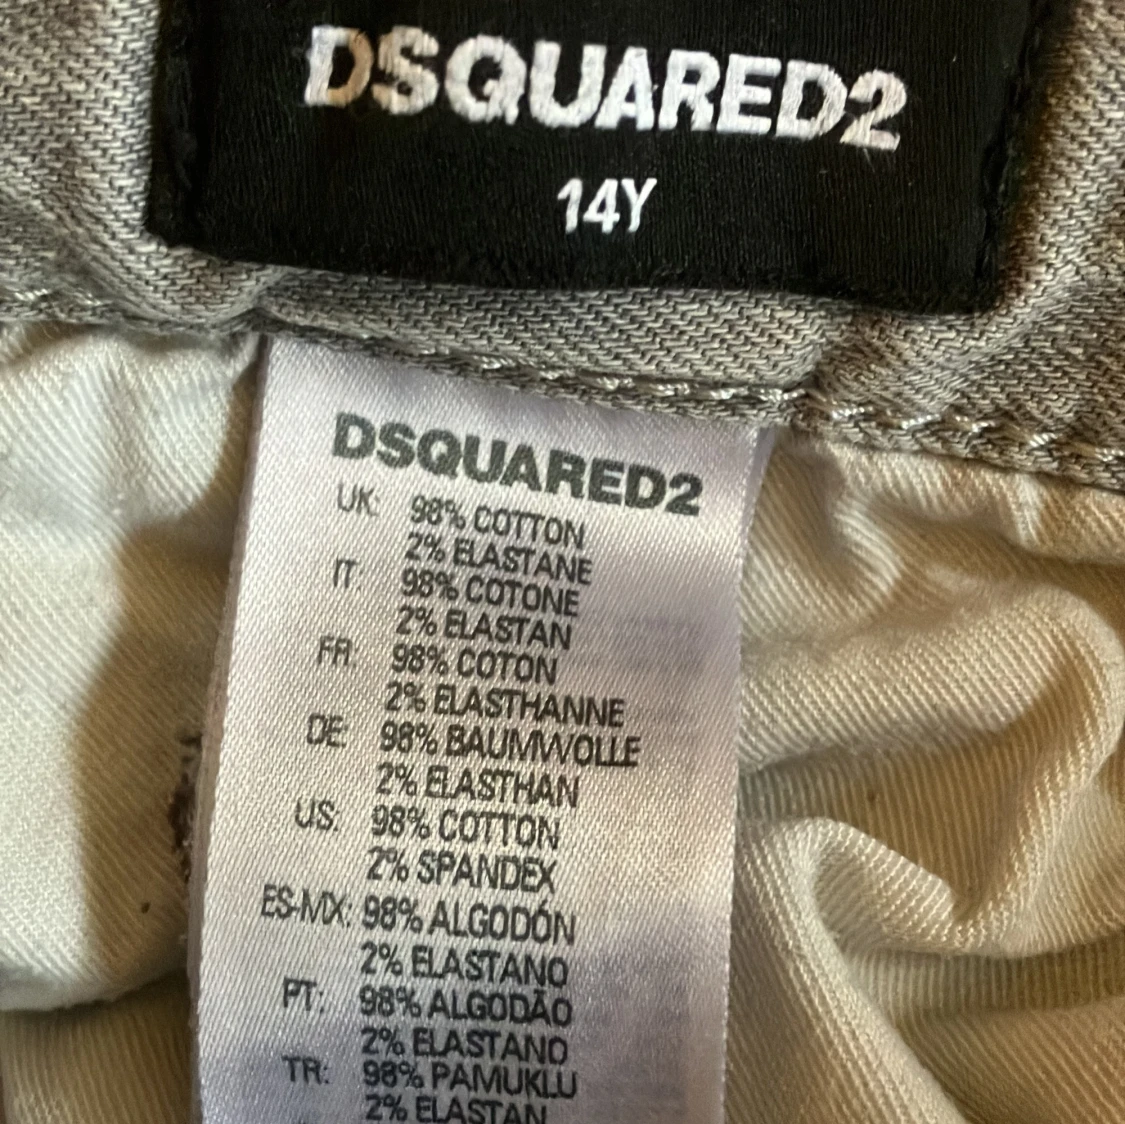 DSQUARED2
14Y
DSQUARED2
UK: 98% COTTON
2% ELASTANE
IT: 98% COTONE
2% ELASTAN
FR: 98% COTON
2% ELASTHANNE
DE: 98% BAUMWOLLE
2% ELASTHAN
US: 98% COTTON
2% SPANDEX
ES-MX: 98% ALGODÓN
2% ELASTANO
PT: 98% ALGODÃO
2% ELASTANO
TR: 98% PAMUKLU
2% ELASTAN